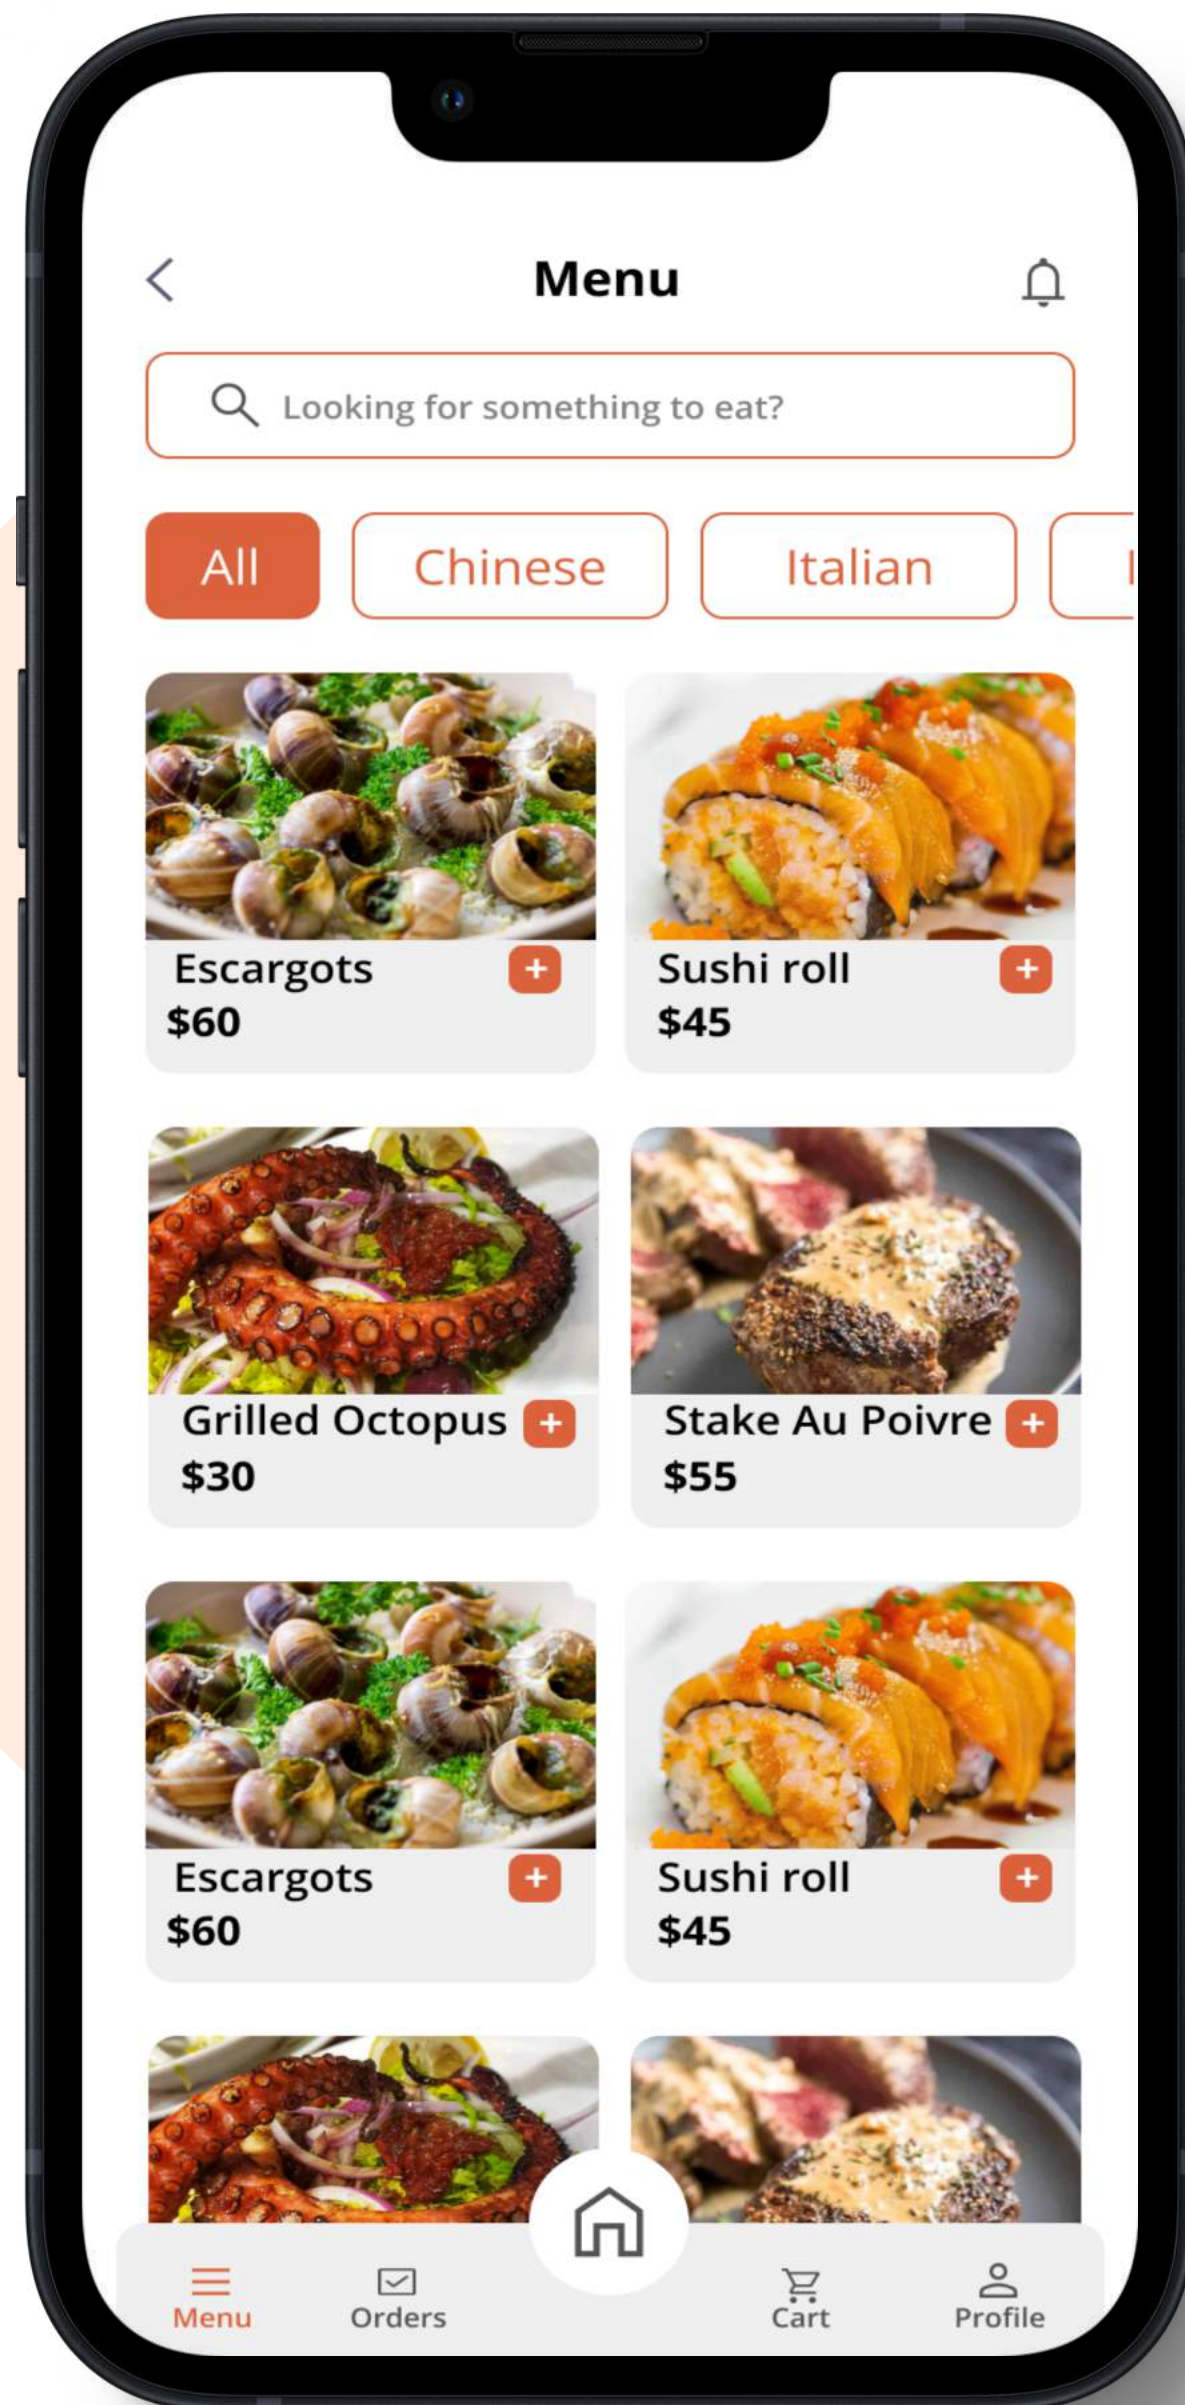 Menu
Looking for something to eat?
All Chinese Italian
Escargots + Sushi roll +
$60 $45
Grilled Octopus + Stake Au Poivre +
$30 $55
Escargots + Sushi roll +
$60 $45
Menu Orders Cart Profile